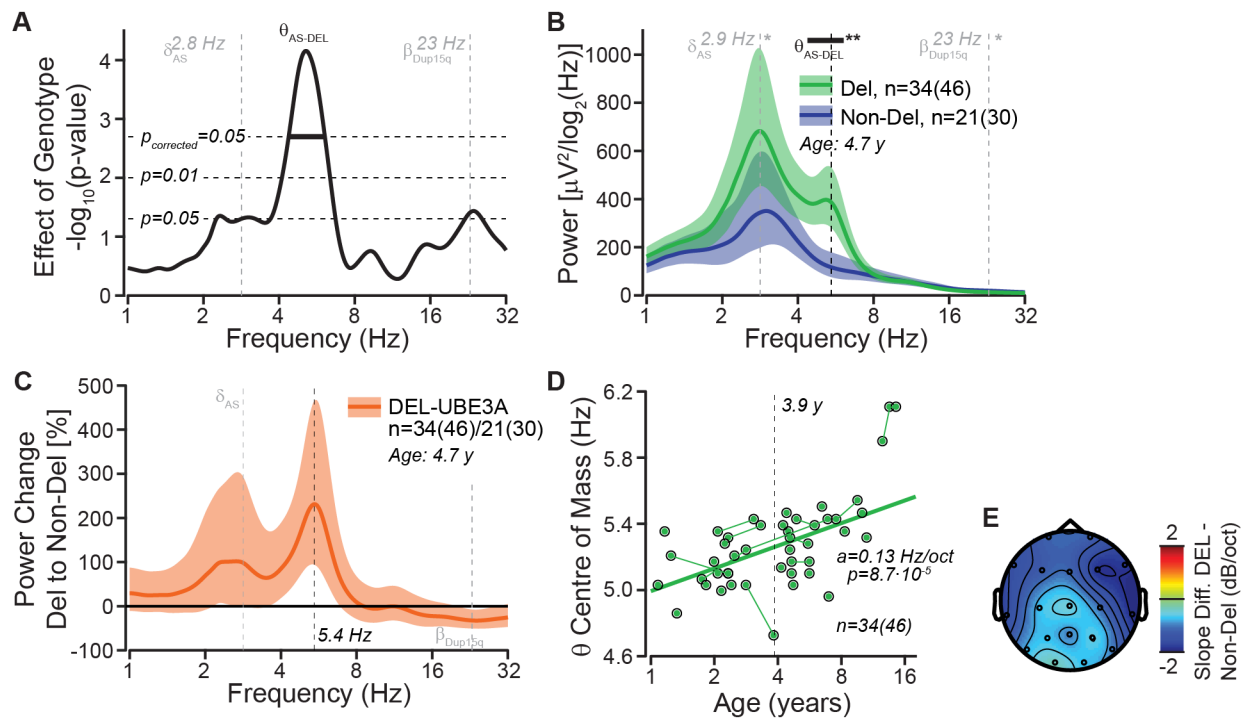 A
Effect of Genotype
-log10(p-value)
4
3
2
1
0
δAS 2.8 Hz
θAS-DEL
βDup15q 23 Hz
pcorrected=0.05
p=0.01
p=0.05
1 2 4 8 16 32
Frequency (Hz)
B
Power [µV²/log2(Hz)]
1000
800
600
400
200
0
δAS 2.9 Hz *
θAS-DEL **
βDup15q 23 Hz *
Del, n=34(46)
Non-Del, n=21(30)
Age: 4.7 y
1 2 4 8 16 32
Frequency (Hz)
C
Power Change
Del to Non-Del [%]
500
400
300
200
100
0
-100
δAS
DEL-UBE3A
n=34(46)/21(30)
Age: 4.7 y
5.4 Hz
βDup15q
1 2 4 8 16 32
Frequency (Hz)
D
θ Centre of Mass (Hz)
6.2
5.8
5.4
5.0
4.6
3.9 y
a=0.13 Hz/oct
p=8.7·10⁻⁵
n=34(46)
1 2 4 8 16
Age (years)
E
2
-2
Slope Diff. DEL-
Non-Del (dB/oct)